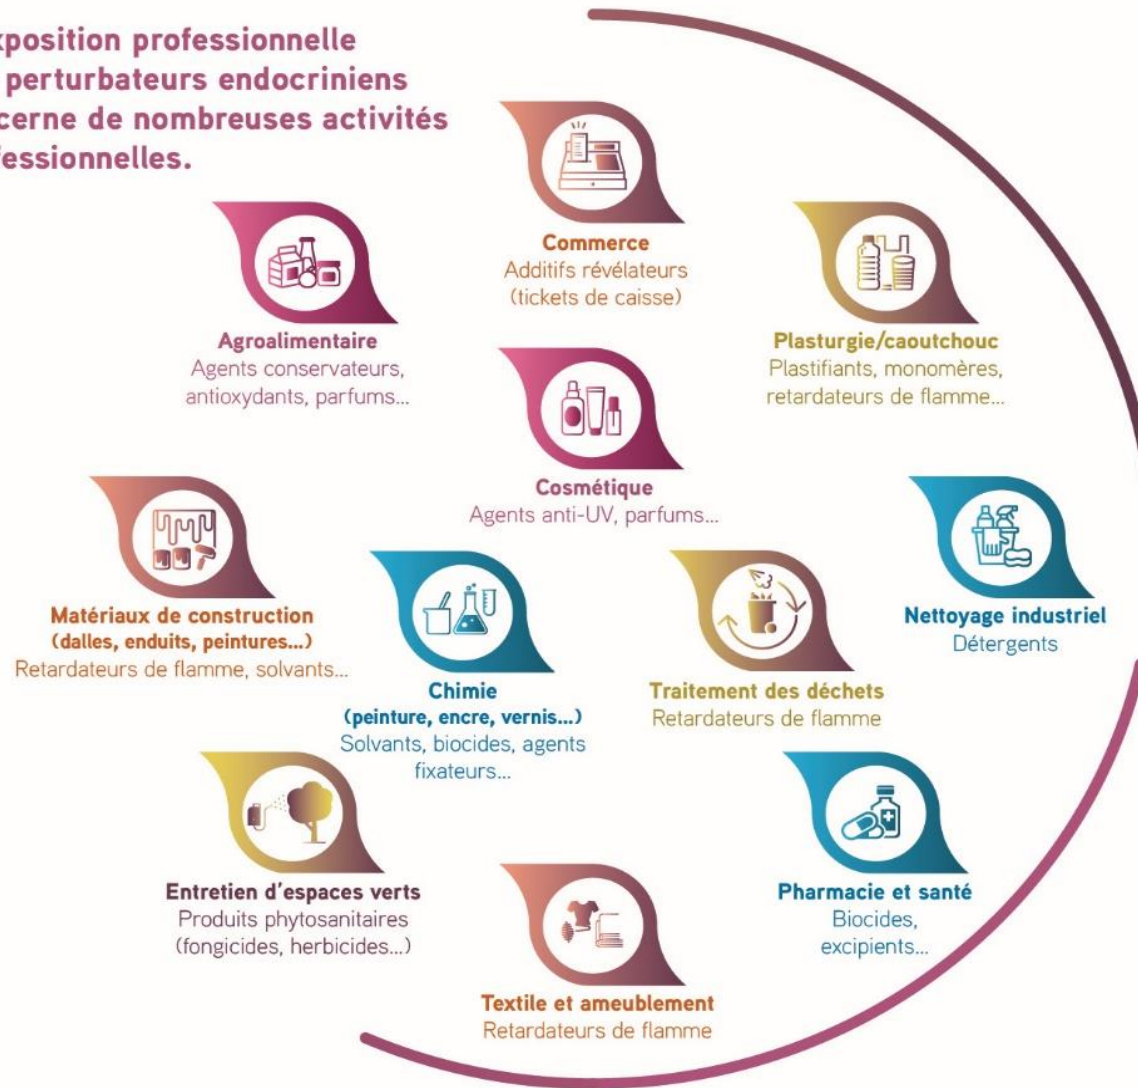 xposition professionnelle
perturbateurs endocriniens
cerne de nombreuses activités
fessionnelles.
Commerce
Additifs révélateurs
(tickets de caisse)
Agroalimentaire
Agents conservateurs,
antioxydants, parfums...
Plasturgie/caoutchouc
Plastifiants, monomères,
retardateurs de flamme...
Cosmétique
Agents anti-UV, parfums...
Matériaux de construction
(dalles, enduits, peintures...)
Retardateurs de flamme, solvants...
Chimie
(peinture, encre, vernis...)
Solvants, biocides, agents
fixateurs...
Traitement des déchets
Retardateurs de flamme
Nettoyage industriel
Détergents
Entretien d'espaces verts
Produits phytosanitaires
(fongicides, herbicides...)
Textile et ameublement
Retardateurs de flamme
Pharmacie et santé
Biocides,
excipients...